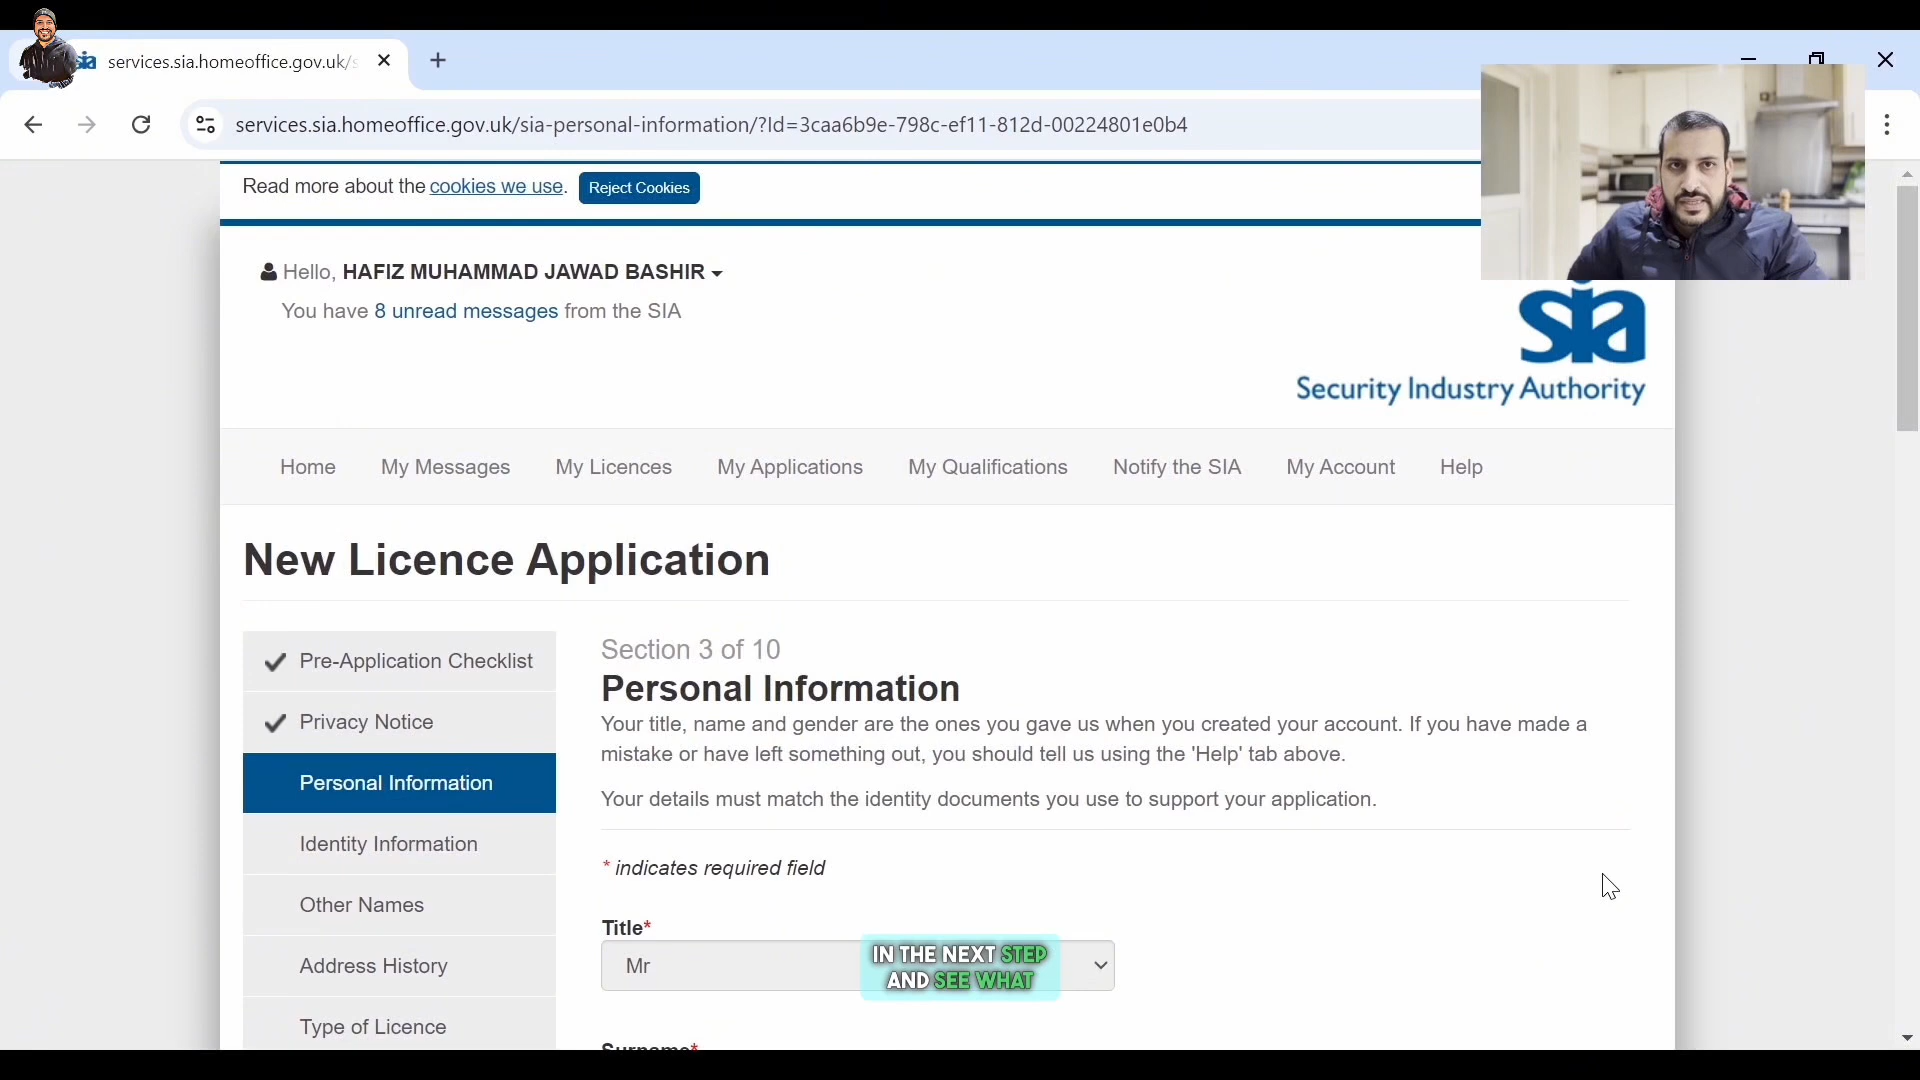 services.sia.homeoffice.gov.uk/s
services.sia.homeoffice.gov.uk/sia-personal-information/?Id=3caa6b9e-798c-ef11-812d-00224801e0b4
Read more about the cookies we use. Reject Cookies
Hello, HAFIZ MUHAMMAD JAWAD BASHIR
You have 8 unread messages from the SIA
sia
Security Industry Authority
Home My Messages My Licences My Applications My Qualifications Notify the SIA My Account Help
New Licence Application
Pre-Application Checklist
Privacy Notice
Personal Information
Identity Information
Other Names
Address History
Type of Licence
Section 3 of 10
Personal Information
Your title, name and gender are the ones you gave us when you created your account. If you have made a
mistake or have left something out, you should tell us using the 'Help' tab above.
Your details must match the identity documents you use to support your application.
* indicates required field
Title*
Mr
IN THE NEXT STEP
AND SEE WHAT
Surname*